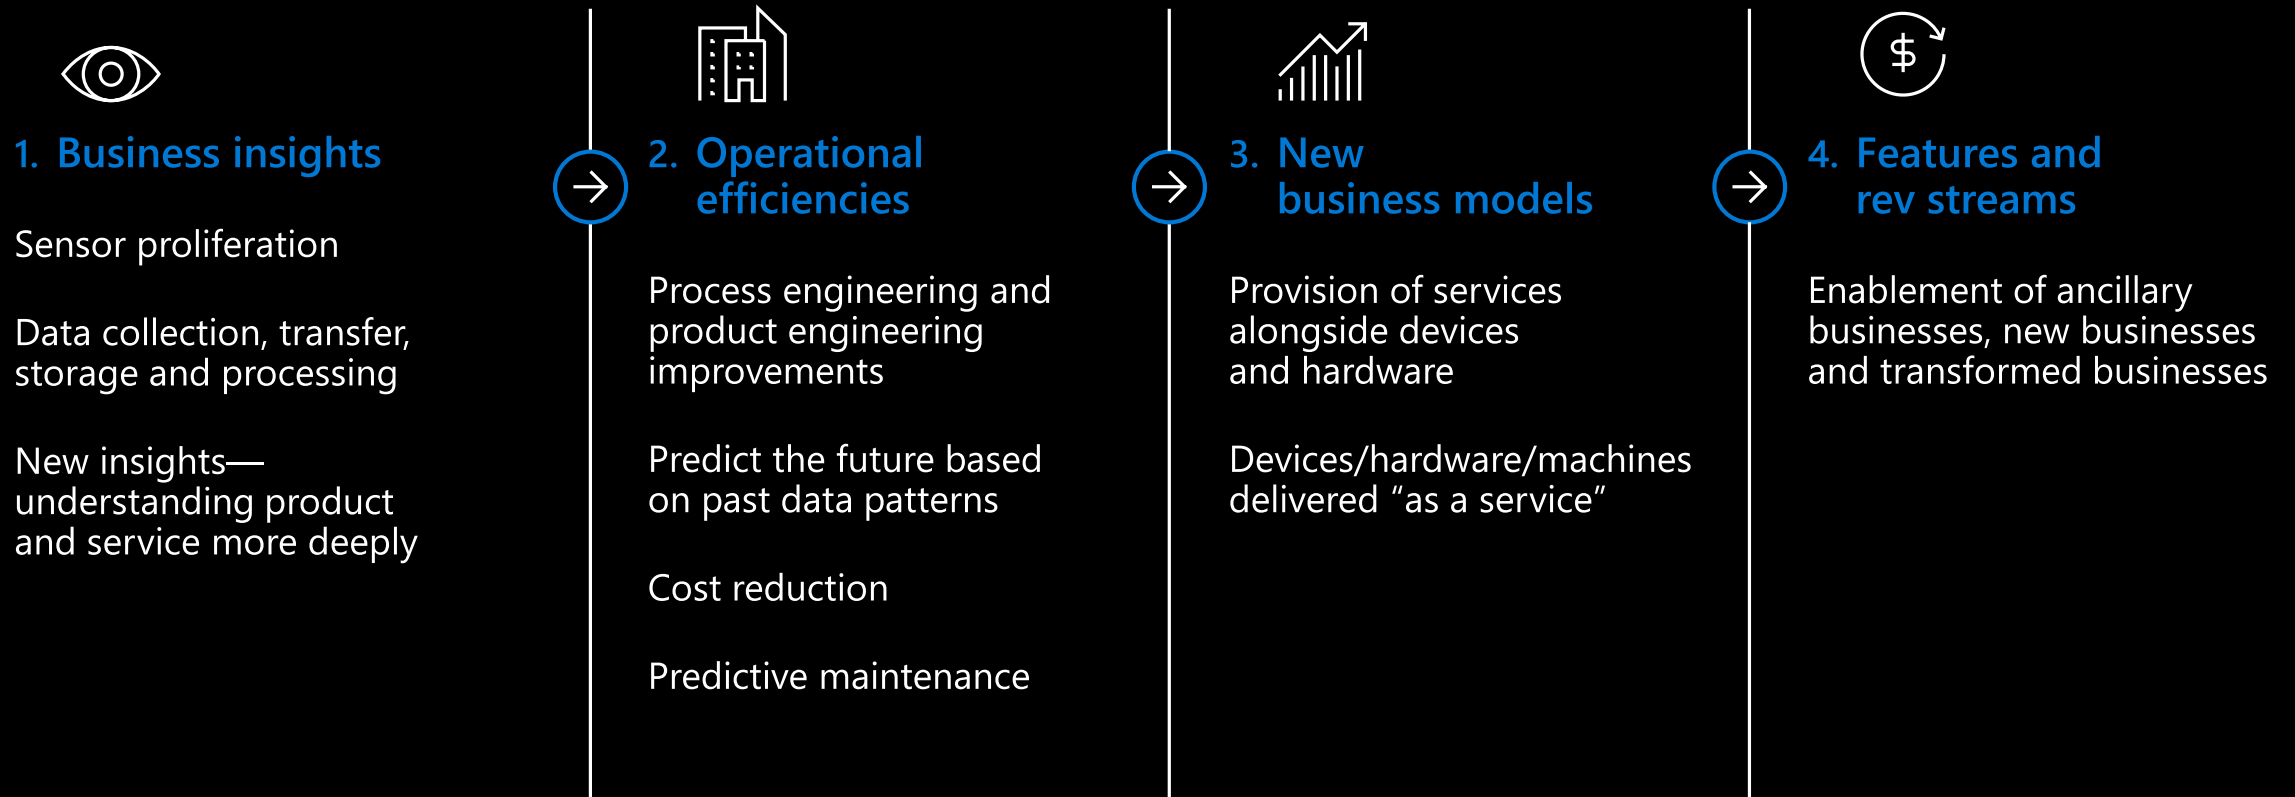 1. Business insights
Sensor proliferation
Data collection, transfer,
storage and processing
New insights—
understanding product
and service more deeply
2. Operational
efficiencies
Process engineering and
product engineering
improvements
Predict the future based
on past data patterns
Cost reduction
Predictive maintenance
3. New
business models
Provision of services
alongside devices
and hardware
Devices/hardware/machines
delivered “as a service”
$
4. Features and
rev streams
Enablement of ancillary
businesses, new businesses
and transformed businesses